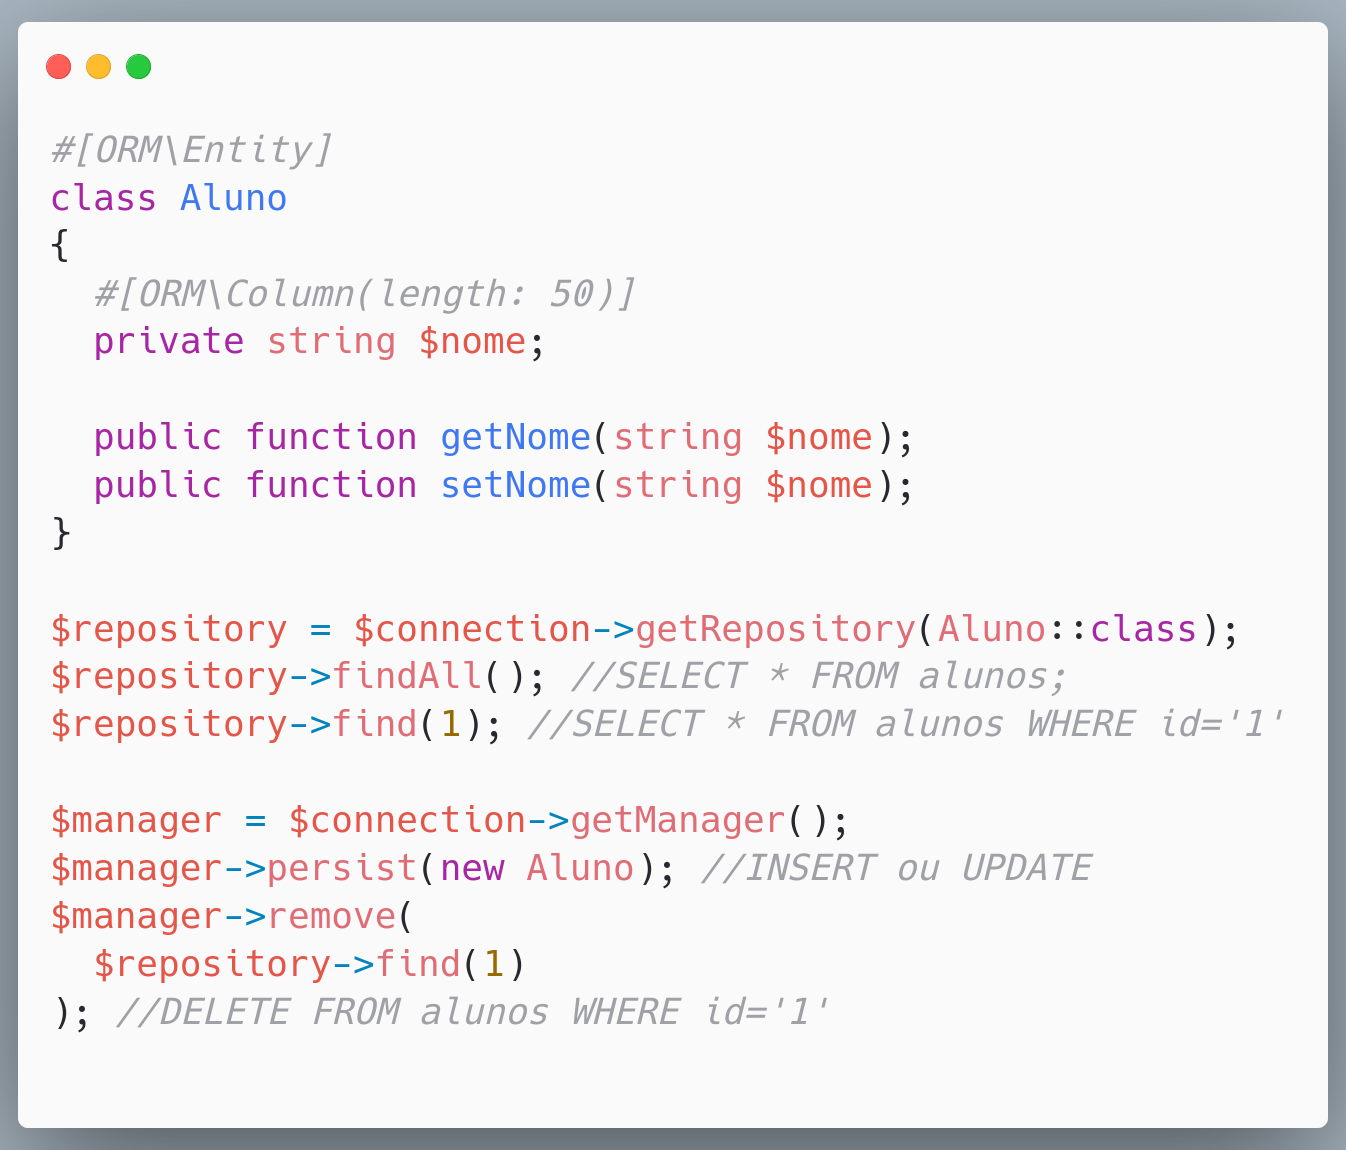 #[ORM\Entity]
class Aluno
{
  #[ORM\Column(length: 50)]
  private string $nome;

  public function getNome(string $nome);
  public function setNome(string $nome);
}

$repository = $connection->getRepository(Aluno::class);
$repository->findAll(); //SELECT * FROM alunos;
$repository->find(1); //SELECT * FROM alunos WHERE id='1'

$manager = $connection->getManager();
$manager->persist(new Aluno); //INSERT ou UPDATE
$manager->remove(
  $repository->find(1)
); //DELETE FROM alunos WHERE id='1'